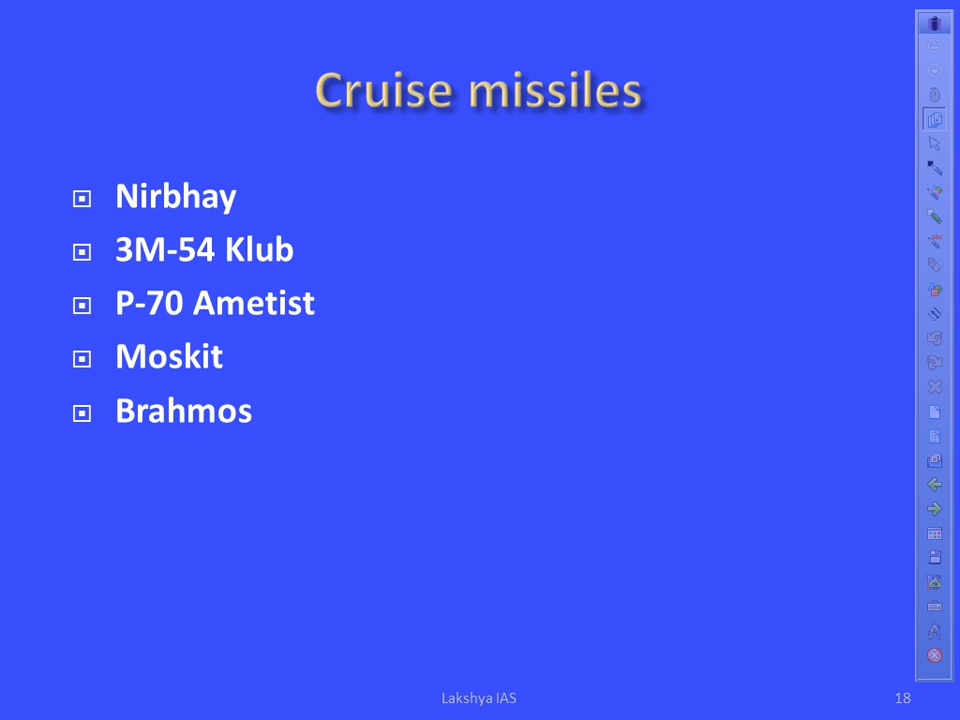 Cruise missiles
Nirbhay
3M-54 Klub
P-70 Ametist
Moskit
Brahmos
Lakshya IAS
18